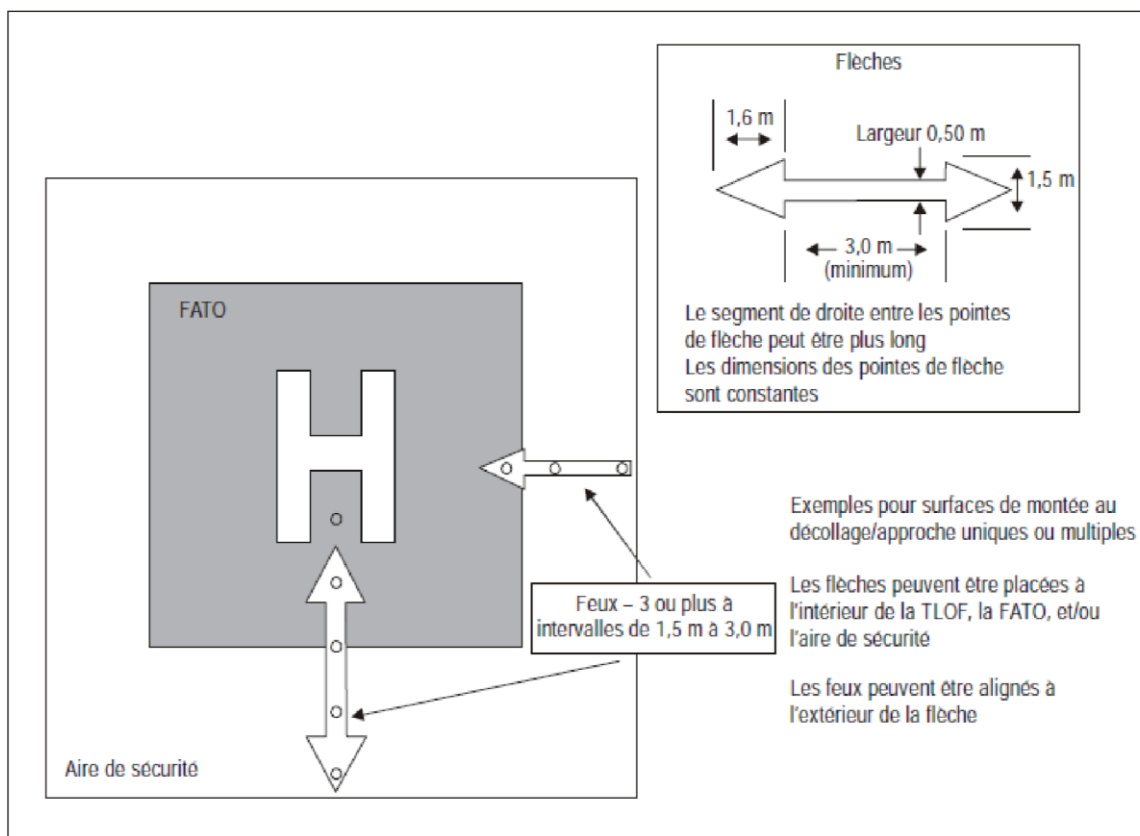 Flèches
1,6 m
Largeur 0,50 m
1,5 m
3,0 m
(minimum)
Le segment de droite entre les pointes
de flèche peut être plus long
Les dimensions des pointes de flèche
sont constantes
FATO
H
Exemples pour surfaces de montée au
décollage/approche uniques ou multiples
Les flèches peuvent être placées à
l'intérieur de la TLOF, la FATO, et/ou
l'aire de sécurité
Les feux peuvent être alignés à
l'extérieur de la flèche
Feux – 3 ou plus à
intervalles de 1,5 m à 3,0 m
Aire de sécurité